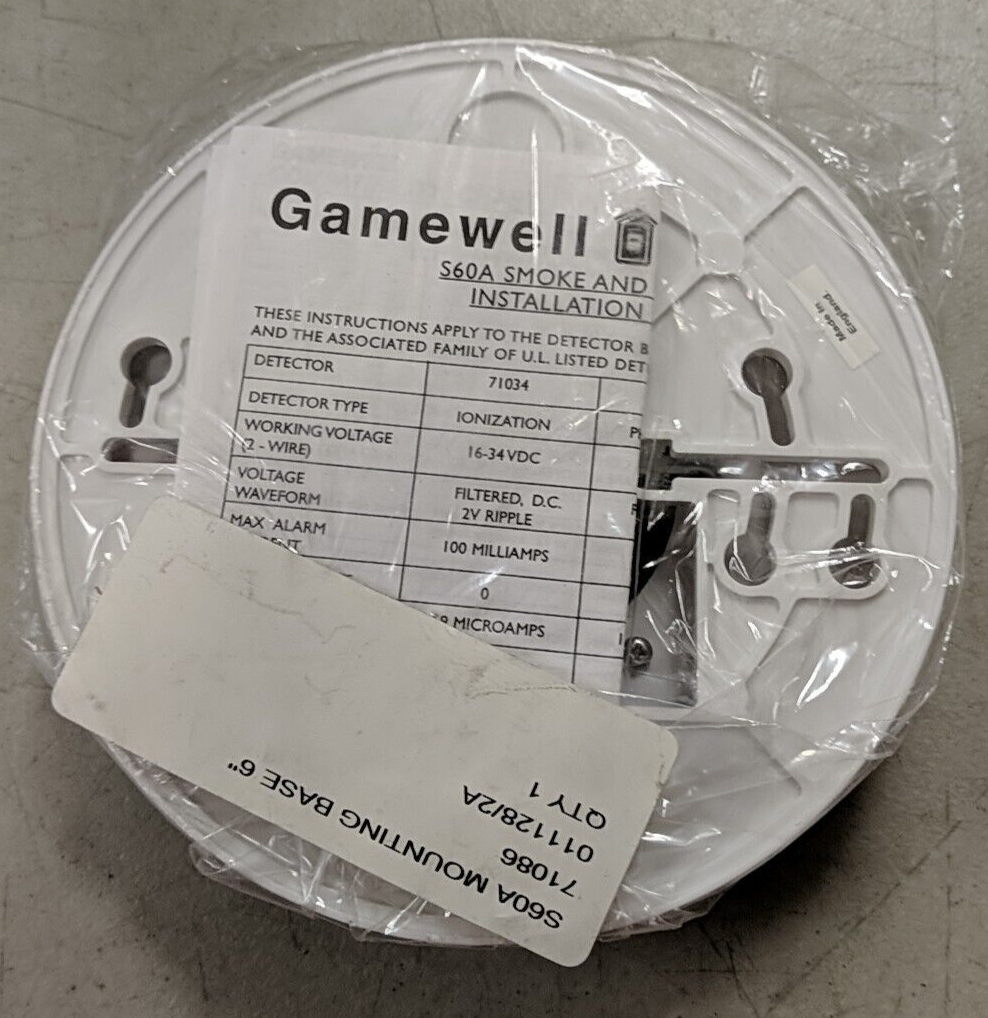 Gamewell
S60A SMOKE AND
INSTALLATION
THESE INSTRUCTIONS APPLY TO THE DETECTOR B
AND THE ASSOCIATED FAMILY OF U.L. LISTED DET
DETECTOR 71034
DETECTOR TYPE IONIZATION
WORKING VOLTAGE
(2 - WIRE) 16-34VDC
VOLTAGE
WAVEFORM FILTERED, D.C.
2V RIPPLE
MAX ALARM
100 MILLIAMPS
0
MICROAMPS
Made in
England.
S60A MOUNTING BASE 6"
71086
011128/2A
QTY 1